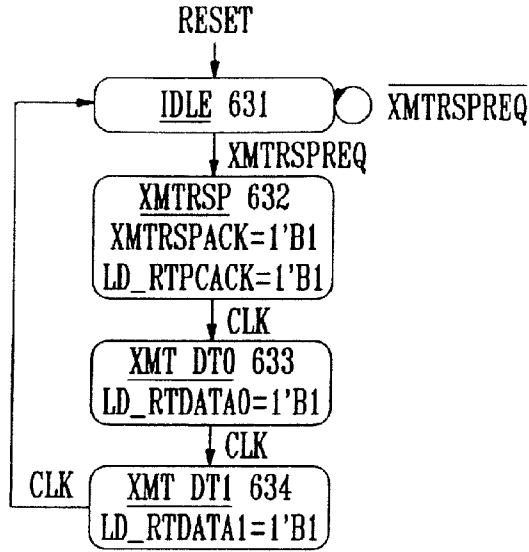 RESET
IDLE 631
XMTRSPREQ
XMTRSPREQ
XMTRSP 632
XMTRSPACK=1'B1
LD_RTPCACK=1'B1
CLK
XMT DT0 633
LD_RTDATA0=1'B1
CLK
CLK
XMT DT1 634
LD_RTDATA1=1'B1